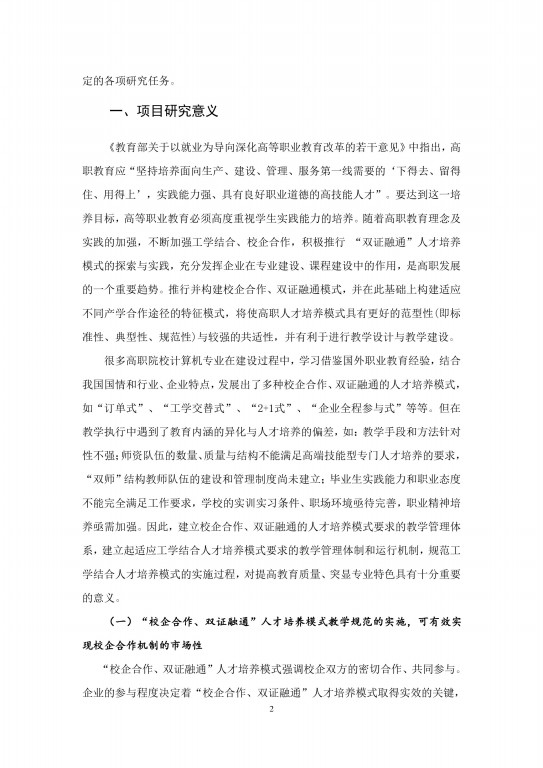 定的各项研究任务。
一、项目研究意义
《教育部关于以就业为导向深化高等职业教育改革的若干意见》中指出，高
职教育应“坚持培养面向生产、建设、管理、服务第一线需要的‘下得去、留得
住、用得上’，实践能力强、具有良好职业道德的高技能人才”。要达到这一培
养目标，高等职业教育必须高度重视学生实践能力的培养。随着高职教育理念及
实践的加强，不断加强工学结合、校企合作，积极推行 “双证融通”人才培养
模式的探索与实践，充分发挥企业在专业建设、课程建设中的作用，是高职发展
的一个重要趋势。推行并构建校企合作、双证融通模式，并在此基础上构建适应
不同产学合作途径的特征模式，将使高职人才培养模式具有更好的范型性(即标
准性、典型性、规范性)与较强的共适性，并有利于进行教学设计与教学建设。
很多高职院校计算机专业在建设过程中，学习借鉴国外职业教育经验，结合
我国国情和行业、企业特点，发展出了多种校企合作、双证融通的人才培养模式，
如“订单式”、“工学交替式”、“2+1式”、“企业全程参与式”等等。但在
教学执行中遇到了教育内涵的异化与人才培养的偏差，如：教学手段和方法针对
性不强；师资队伍的数量、质量与结构不能满足高端技能型专门人才培养的要求，
“双师”结构教师队伍的建设和管理制度尚未建立；毕业生实践能力和职业态度
不能完全满足工作要求，学校的实训实习条件、职场环境亟待完善，职业精神培
养亟需加强。因此，建立校企合作、双证融通的人才培养模式要求的教学管理体
系，建立起适应工学结合人才培养模式要求的教学管理体制和运行机制，规范工
学结合人才培养模式的实施过程，对提高教育质量、突显专业特色具有十分重要
的意义。
（一）“校企合作、双证融通”人才培养模式教学规范的实施，可有效实
现校企合作机制的市场性
“校企合作、双证融通”人才培养模式强调校企双方的密切合作、共同参与。
企业的参与程度决定着“校企合作、双证融通”人才培养模式取得实效的关键，
2